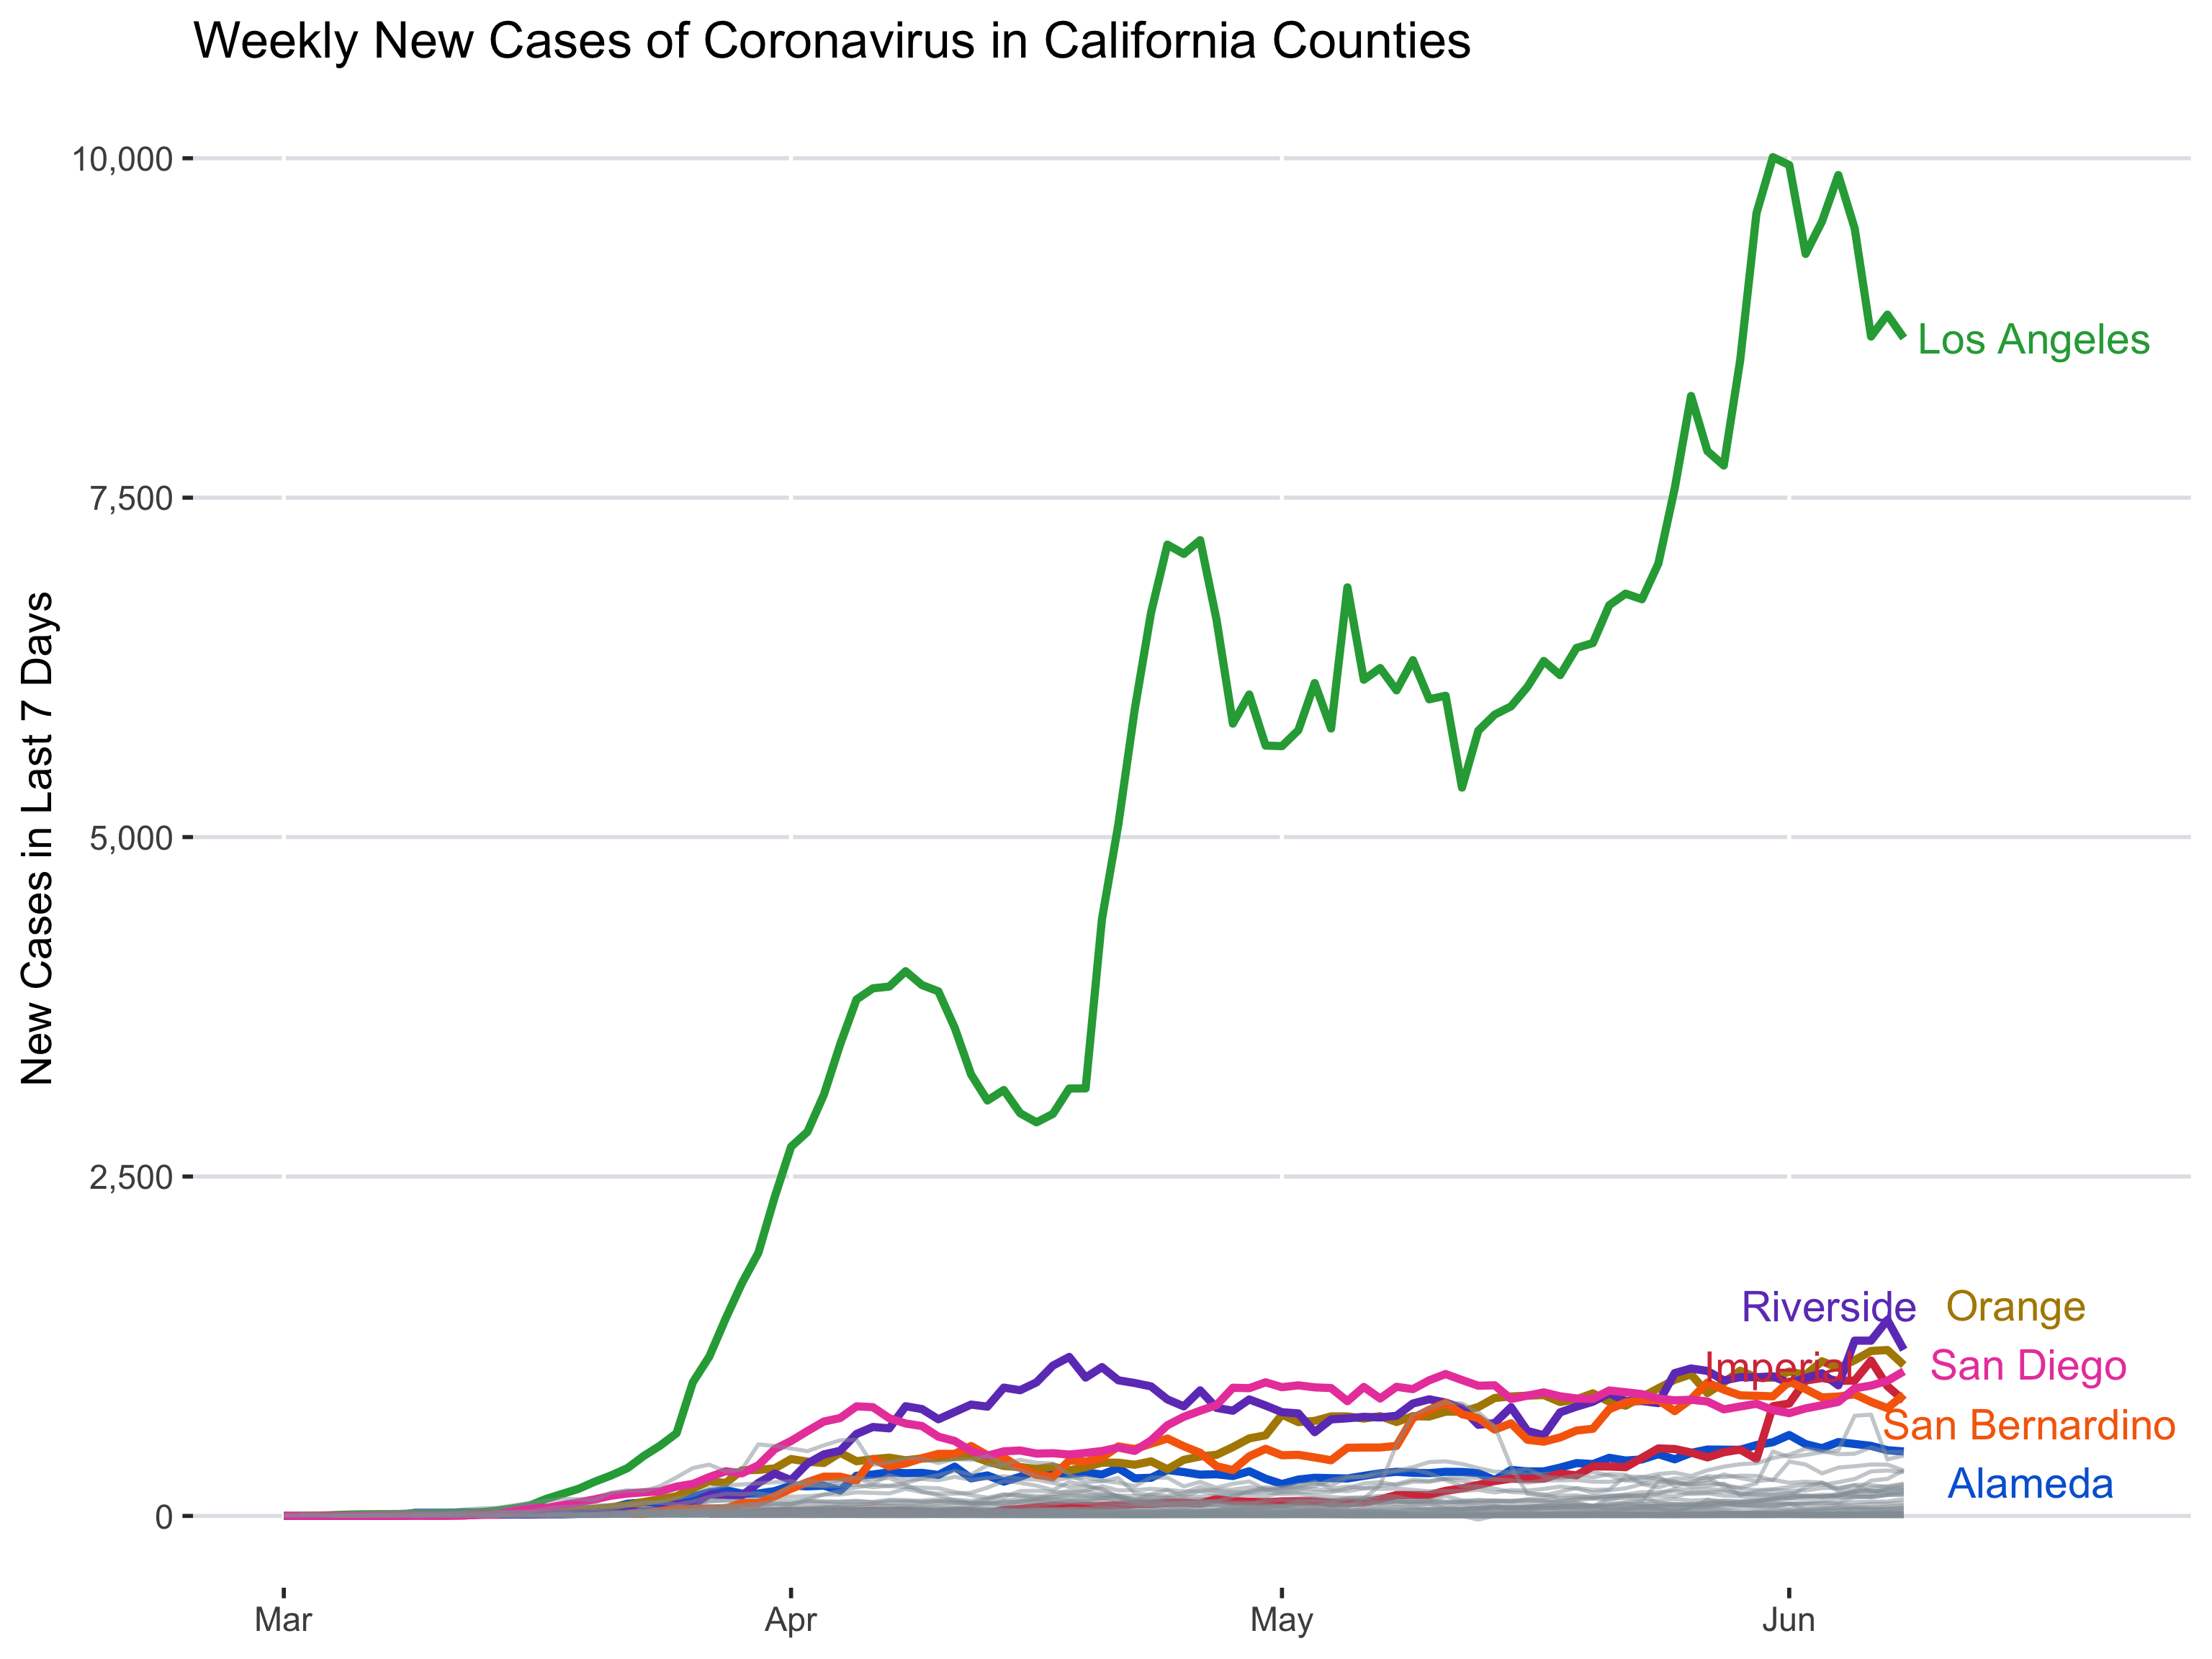 Weekly New Cases of Coronavirus in California Counties
New Cases in Last 7 Days
10,000
7,500
5,000
2,500
0
Los Angeles
Riverside
Orange
Imperial
San Diego
San Bernardino
Alameda
Mar
Apr
May
Jun